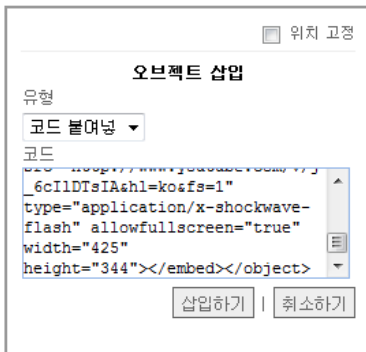 위치 고정
오브젝트 삽입
유형
코드 붙여넣
코드
_6cIlDTsIA&hl=ko&fs=1"
type="application/x-shockwave-
flash" allowfullscreen="true"
width="425"
height="344"></embed></object>
삽입하기 | 취소하기